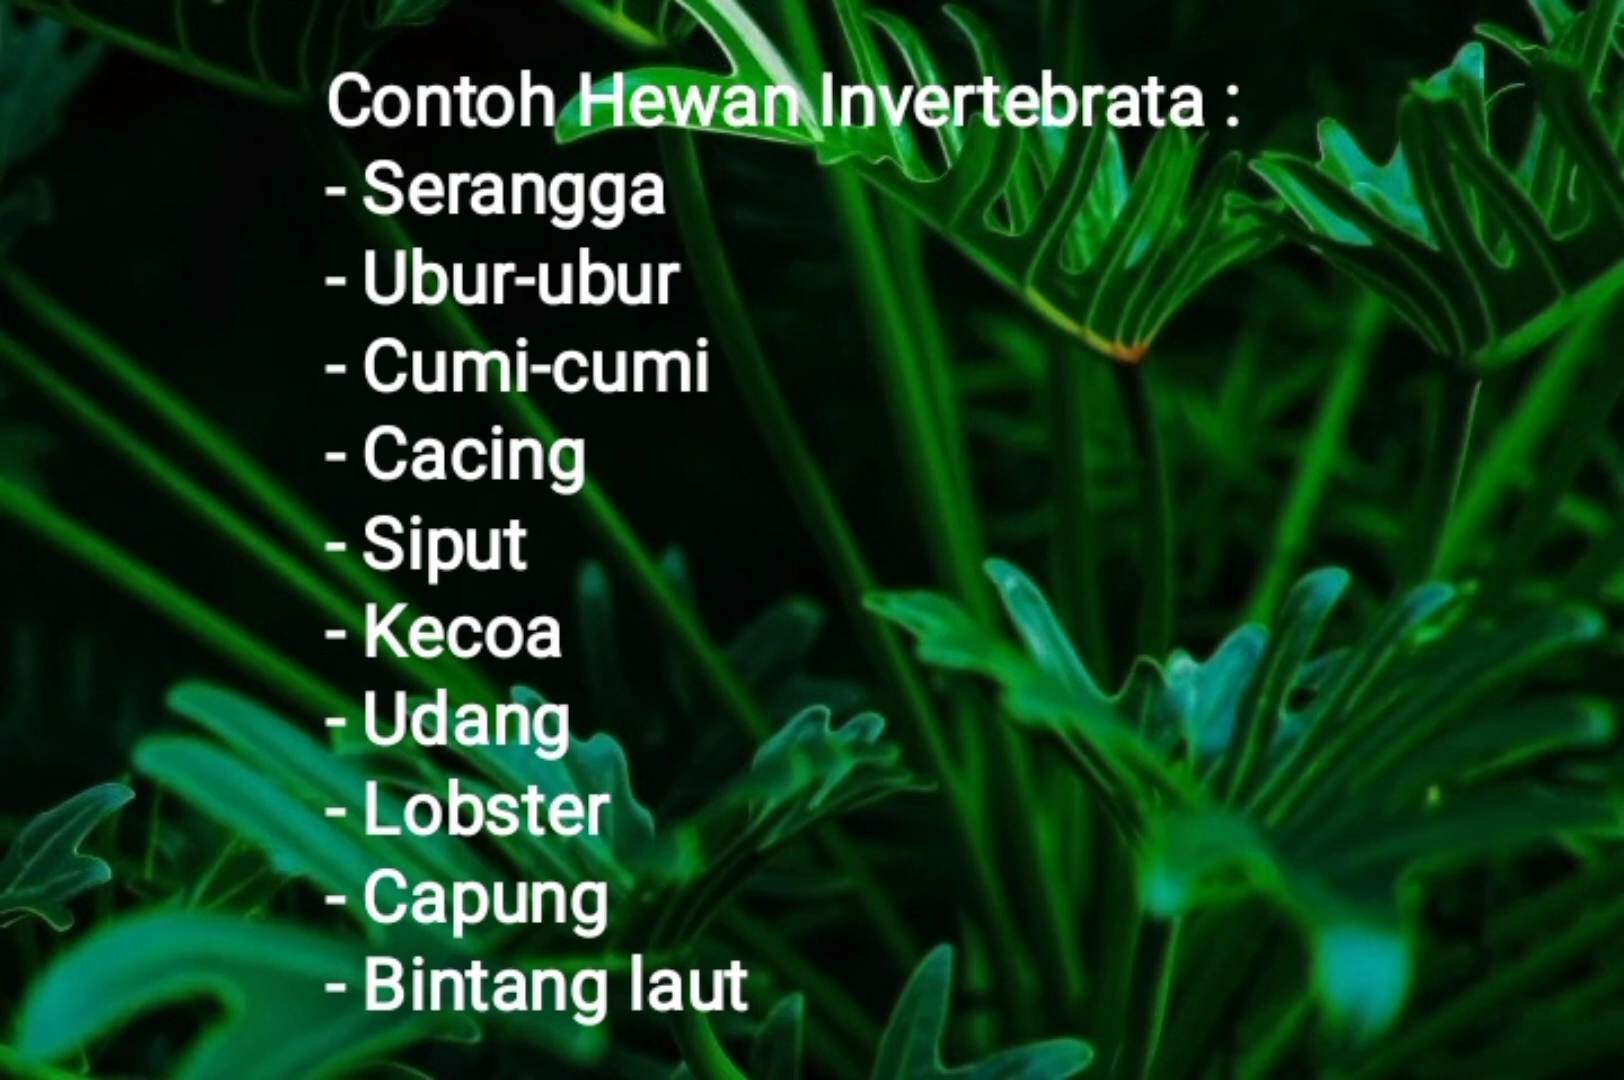 Contoh Hewan Invertebrata :
- Serangga
- Ubur-ubur
- Cumi-cumi
- Cacing
- Siput
- Kecoa
- Udang
- Lobster
- Capung
- Bintang laut